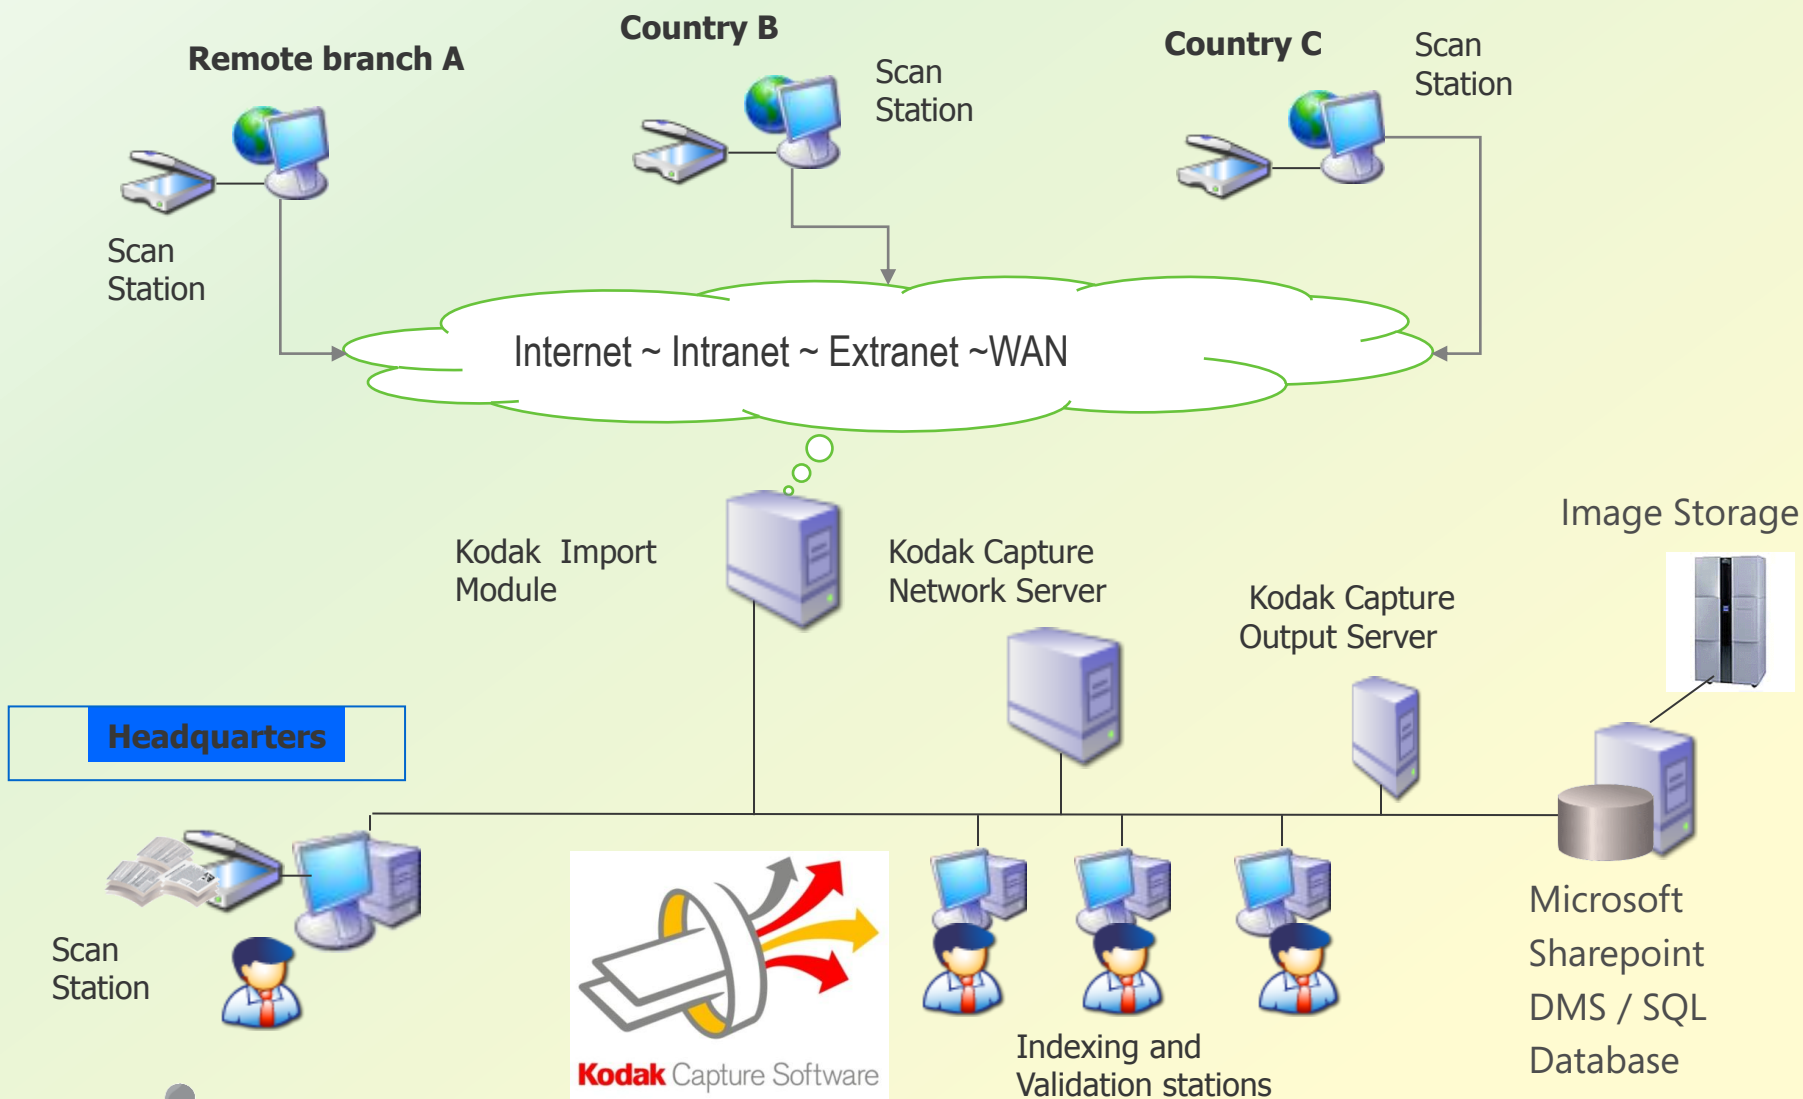 Remote branch A
Country B
Country C
Scan
Station
Scan
Station
Scan
Station
Internet ~ Intranet ~ Extranet ~WAN
Kodak  Import
Module
Kodak Capture
Network Server
Kodak Capture
Output Server
Image Storage
Headquarters
Scan
Station
Kodak Capture Software
Indexing and
Validation stations
Microsoft
Sharepoint
DMS / SQL
Database